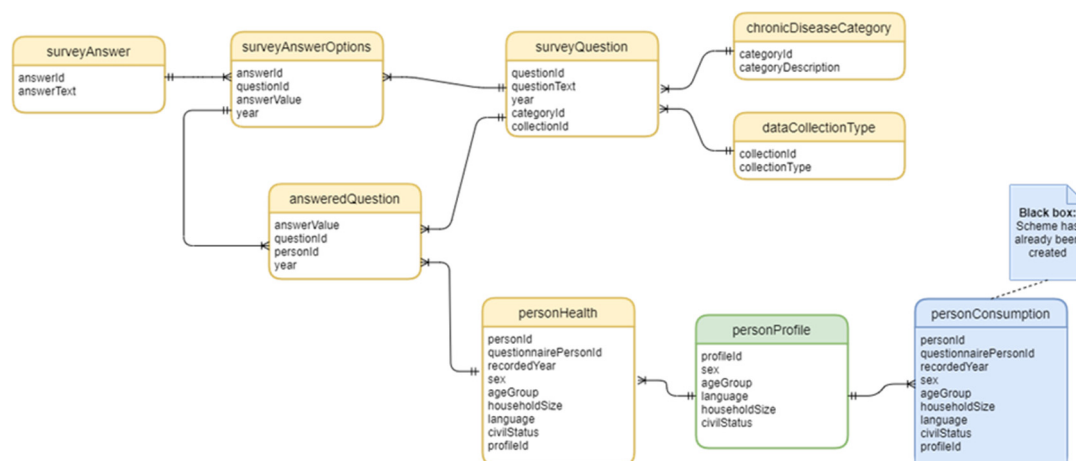 surveyAnswer
answerId
answerText
surveyAnswerOptions
answerId
questionId
answerValue
year
surveyQuestion
questionId
questionText
year
categoryId
collectionId
chronicDiseaseCategory
categoryId
categoryDescription
dataCollectionType
collectionId
collectionType
answeredQuestion
answerValue
questionId
personId
year
Black box:
Scheme has
already been
created
personHealth
personId
questionnairePersonId
recordedYear
sex
ageGroup
householdSize
language
civilStatus
profileId
personProfile
profileId
sex
ageGroup
language
householdSize
civilStatus
personConsumption
personId
questionnairePersonId
recordedYear
sex
ageGroup
householdSize
language
civilStatus
profileId